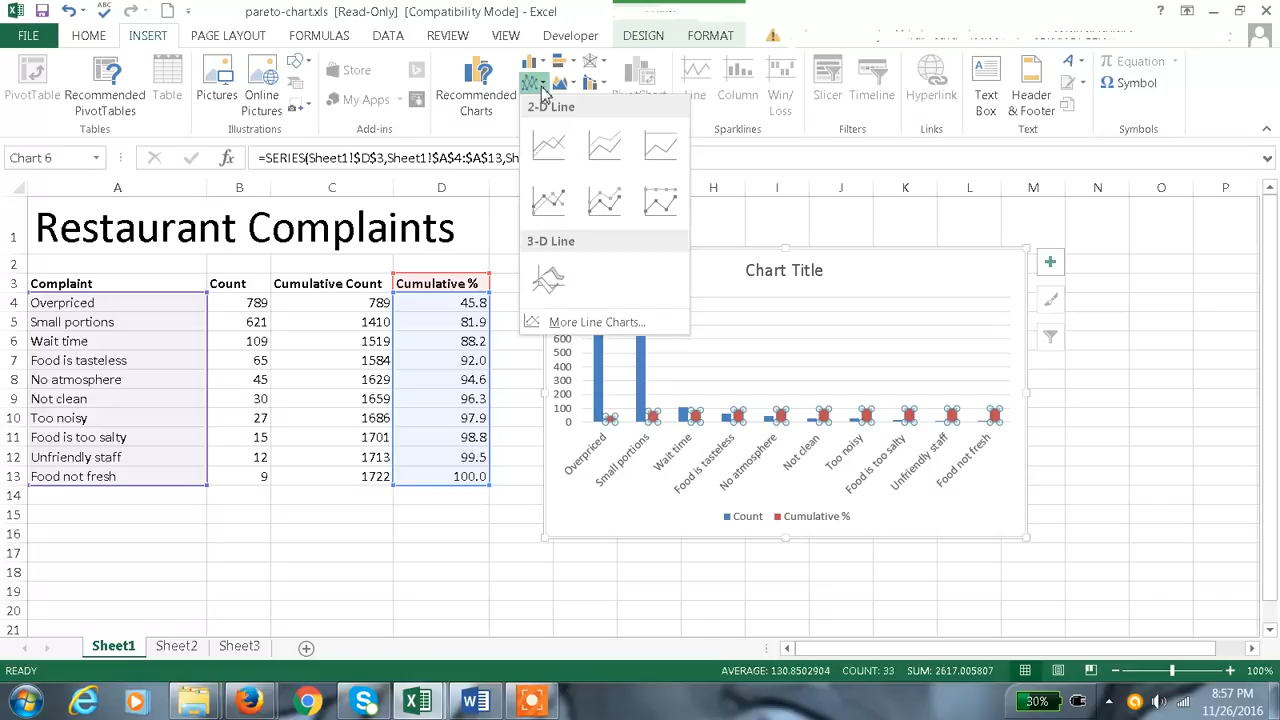 pareto-chart.xls [Read-Only] [Compatibility Mode] - Excel
ABC
?
FILE HOME INSERT PAGE LAYOUT FORMULAS DATA REVIEW VIEW Developer DESIGN FORMAT
PivotTable
Recommended PivotTables
Table
Pictures
Online Pictures
Store
My Apps
Recommended Charts
PivotChart
Line
Column
Win/ Loss
Slicer
Timeline
Hyperlink
Text Box
Header & Footer
Equation
Symbol
Tables Illustrations Add-ins Sparklines Filters Links Text Symbols
Chart 6 fx =SERIES(Sheet1!$D$3,Sheet1!$A$4:$A$13,Sh
2-D Line
3-D Line
More Line Charts...
A B C D H I J K L M N O P
1 Restaurant Complaints
2
3 Complaint Count Cumulative Count Cumulative %
4 Overpriced 789 789 45.8
5 Small portions 621 1410 81.9
6 Wait time 109 1519 88.2
7 Food is tasteless 65 1584 92.0
8 No atmosphere 45 1629 94.6
9 Not clean 30 1659 96.3
10 Too noisy 27 1686 97.9
11 Food is too salty 15 1701 98.8
12 Unfriendly staff 12 1713 99.5
13 Food not fresh 9 1722 100.0
14
15
16
17
18
19
20
21
Chart Title
600
500
400
300
200
100
0
Overpriced
Small portions
Wait time
Food is tasteless
No atmosphere
Not clean
Too noisy
Food is too salty
Unfriendly staff
Food not fresh
Count Cumulative %
Sheet1 Sheet2 Sheet3
READY AVERAGE: 130.8502904 COUNT: 33 SUM: 2617.005807 100%
30%
8:57 PM
11/26/2016